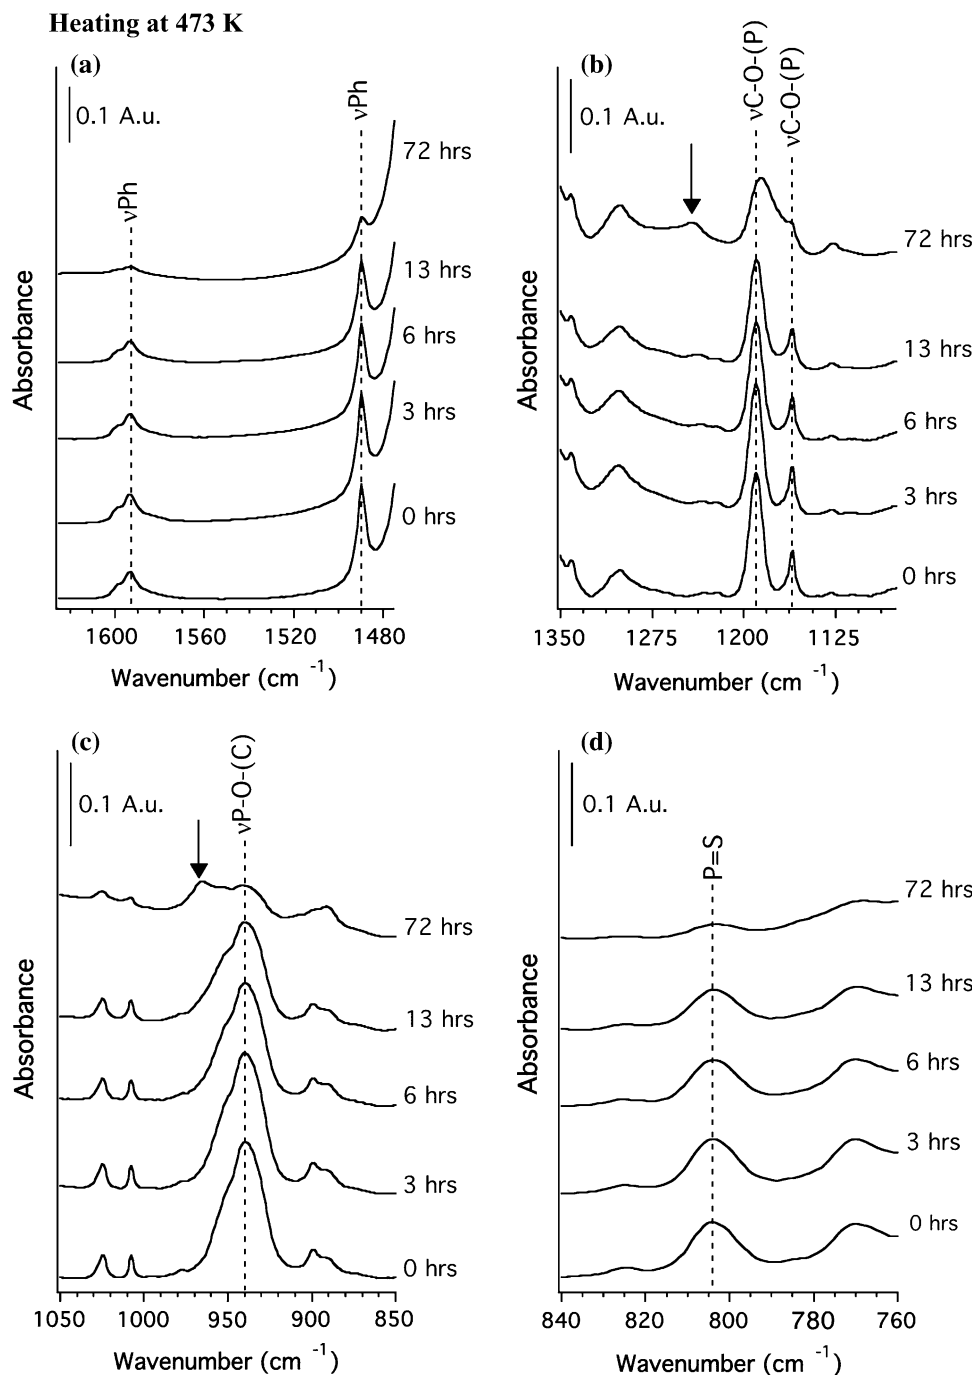 Heating at 473 K
(a)
0.1 A.u.
νPh
νPh
72 hrs
13 hrs
6 hrs
3 hrs
0 hrs
Absorbance
1600
1560
1520
1480
Wavenumber (cm -1)
(b)
0.1 A.u.
νC-O-(P)
νC-O-(P)
72 hrs
13 hrs
6 hrs
3 hrs
0 hrs
Absorbance
1350
1275
1200
1125
Wavenumber (cm -1)
(c)
0.1 A.u.
νP-O-(C)
72 hrs
13 hrs
6 hrs
3 hrs
0 hrs
Absorbance
1050
1000
950
900
850
Wavenumber (cm -1)
(d)
0.1 A.u.
P=S
72 hrs
13 hrs
6 hrs
3 hrs
0 hrs
Absorbance
840
820
800
780
760
Wavenumber (cm -1)